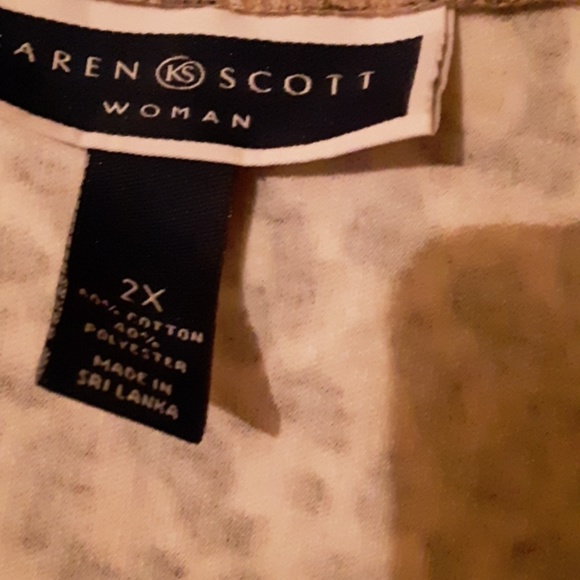 AREN KS SCOTT
WOMAN
2X
60% COTTON
40%
POLYESTER
MADE IN
SRI LANKA